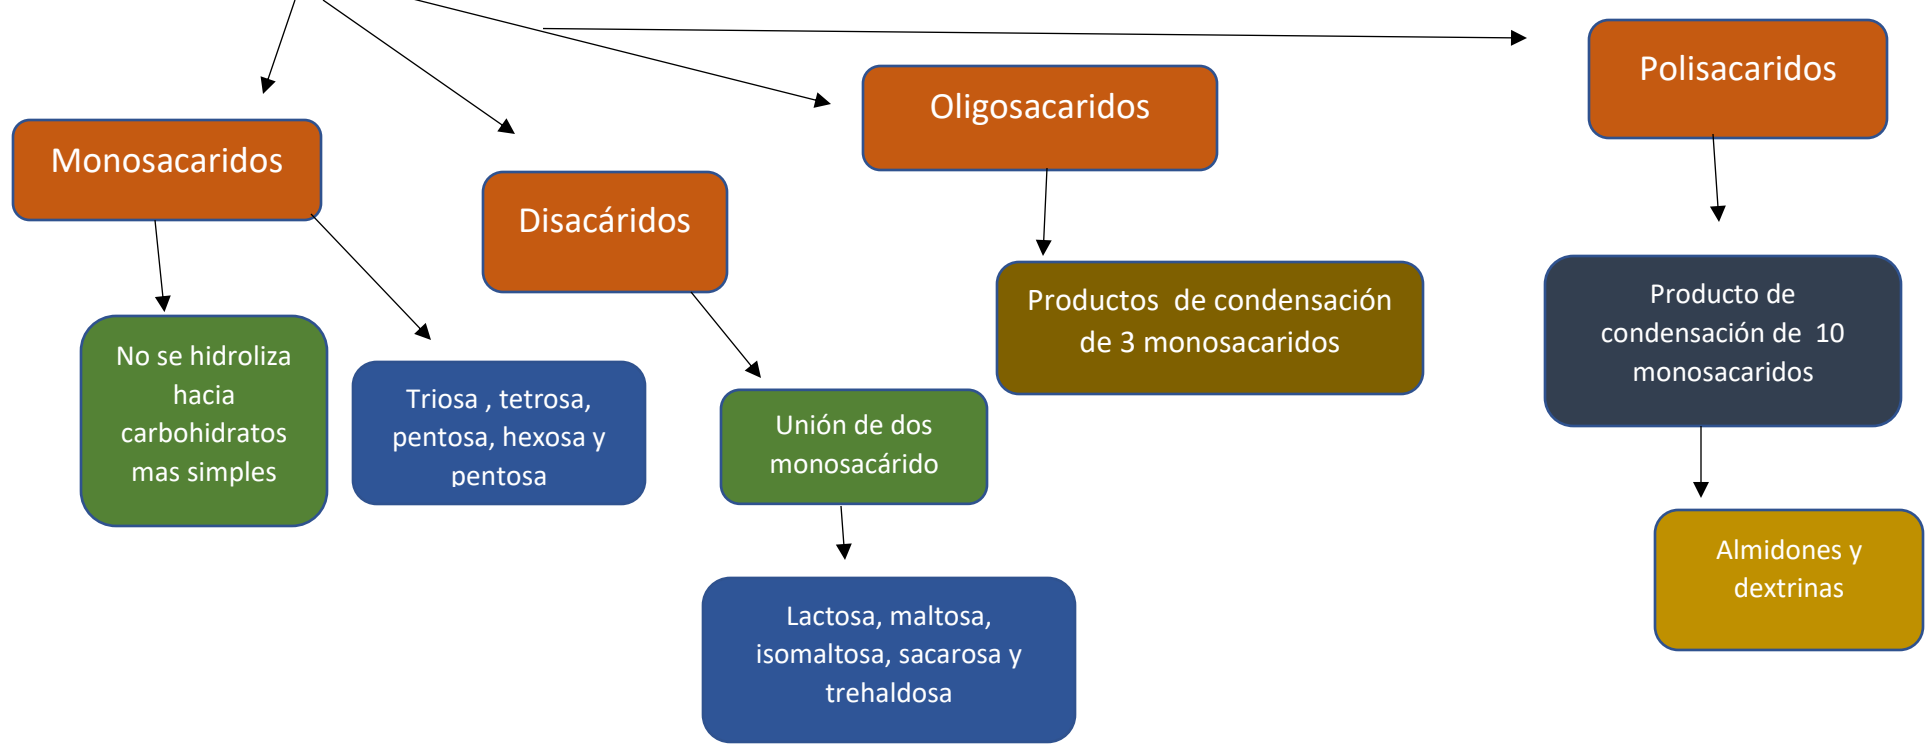 Monosacaridos
No se hidroliza
hacia
carbohidratos
mas simples
Triosa , tetrosa,
pentosa, hexosa y
pentosa
Disacáridos
Unión de dos
monosacárido
Lactosa, maltosa,
isomaltosa, sacarosa y
trehaldosa
Oligosacaridos
Productos  de condensación
de 3 monosacaridos
Polisacaridos
Producto de
condensación de  10
monosacaridos
Almidones y
dextrinas